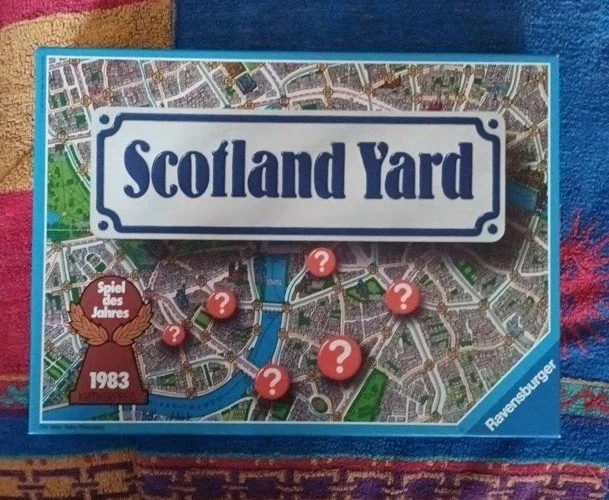 Scotland Yard
Spiel
des
Jahres
1983
?
?
?
?
?
?
Ravensburger